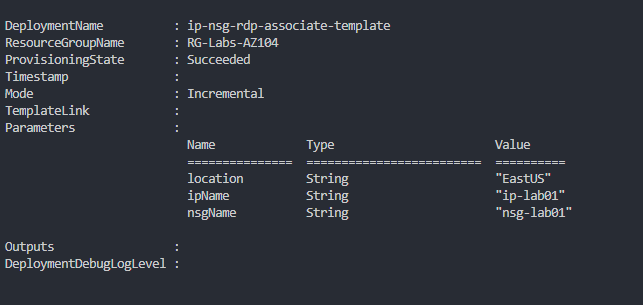 DeploymentName : ip-nsg-rdp-associate-template
ResourceGroupName : RG-Labs-AZ104
ProvisioningState : Succeeded
Timestamp :
Mode : Incremental
TemplateLink :
Parameters :
Name Type Value
=============== ========================= ==========
location String "EastUS"
ipName String "ip-lab01"
nsgName String "nsg-lab01"
Outputs :
DeploymentDebugLogLevel :